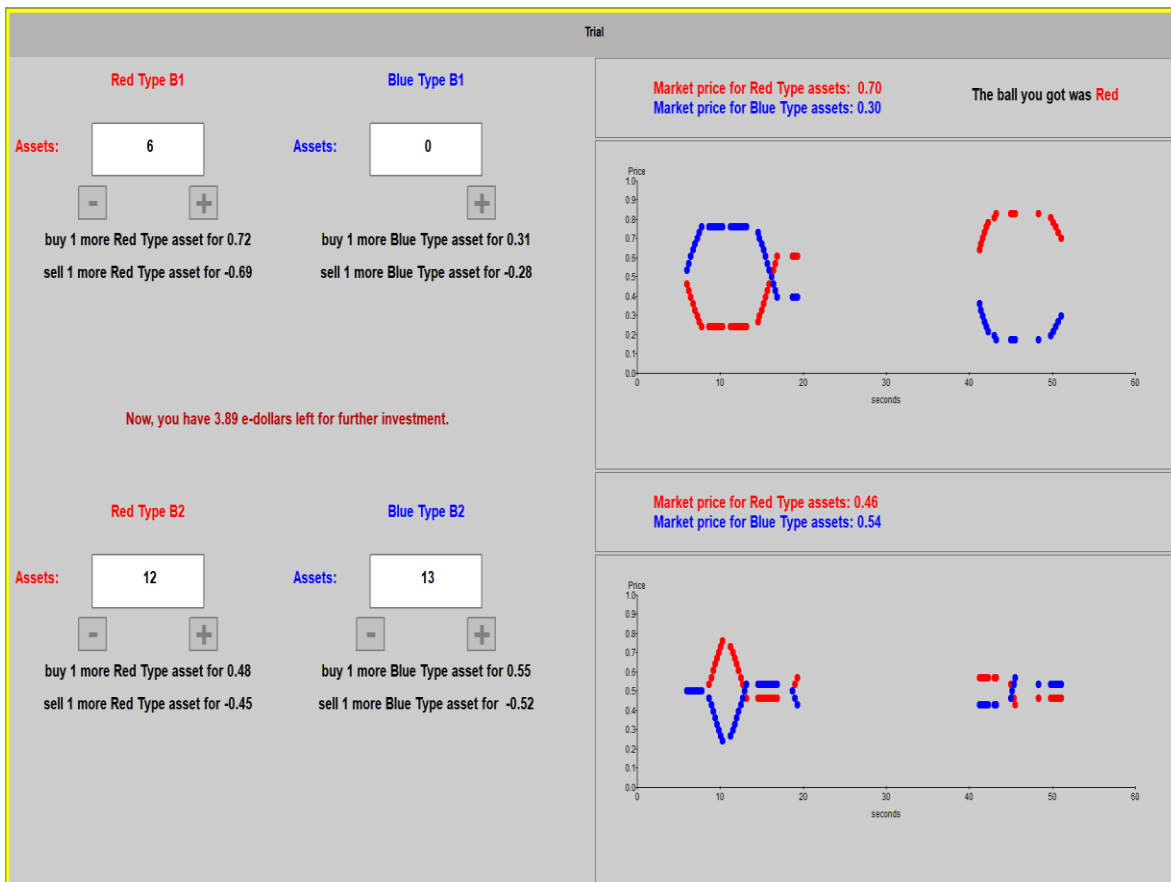 Trial
Red Type B1
Blue Type B1
Assets:
6
Assets:
0
-
+
+
buy 1 more Red Type asset for 0.72
buy 1 more Blue Type asset for 0.31
sell 1 more Red Type asset for -0.69
sell 1 more Blue Type asset for -0.28
Market price for Red Type assets:  0.70
Market price for Blue Type assets: 0.30
The ball you got was Red
Price
1.0
0.9
0.8
0.7
0.6
0.5
0.4
0.3
0.2
0.1
0.0
0
10
20
30
40
50
60
seconds
Now, you have 3.89 e-dollars left for further investment.
Red Type B2
Blue Type B2
Assets:
12
Assets:
13
-
+
-
+
buy 1 more Red Type asset for 0.48
buy 1 more Blue Type asset for 0.55
sell 1 more Red Type asset for -0.45
sell 1 more Blue Type asset for  -0.52
Market price for Red Type assets: 0.46
Market price for Blue Type assets: 0.54
Price
1.0
0.9
0.8
0.7
0.6
0.5
0.4
0.3
0.2
0.1
0.0
0
10
20
30
40
50
60
seconds